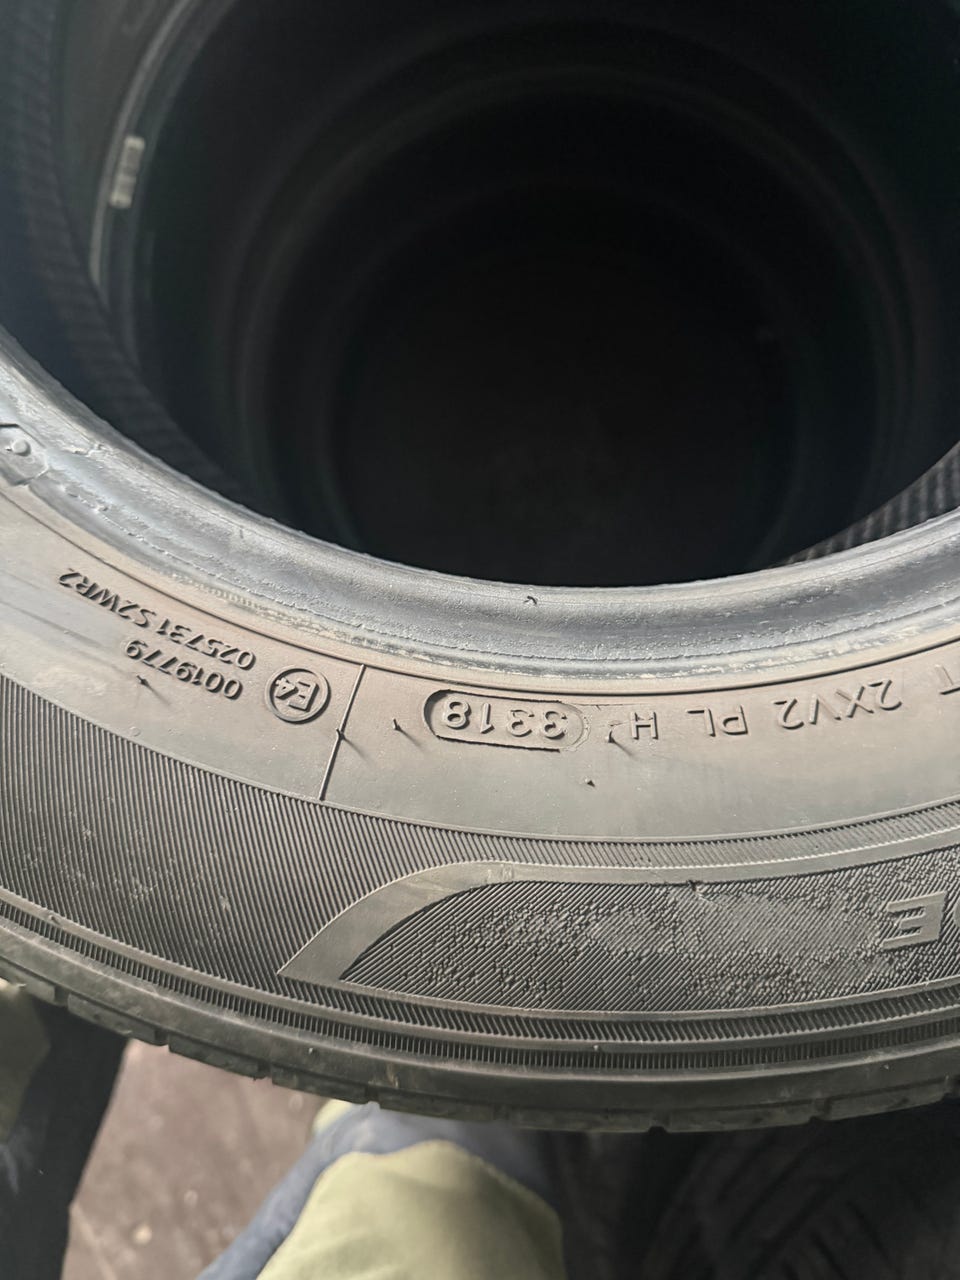 T 2XV2 PL H 3318
E4
0019779
025731 S2WR2